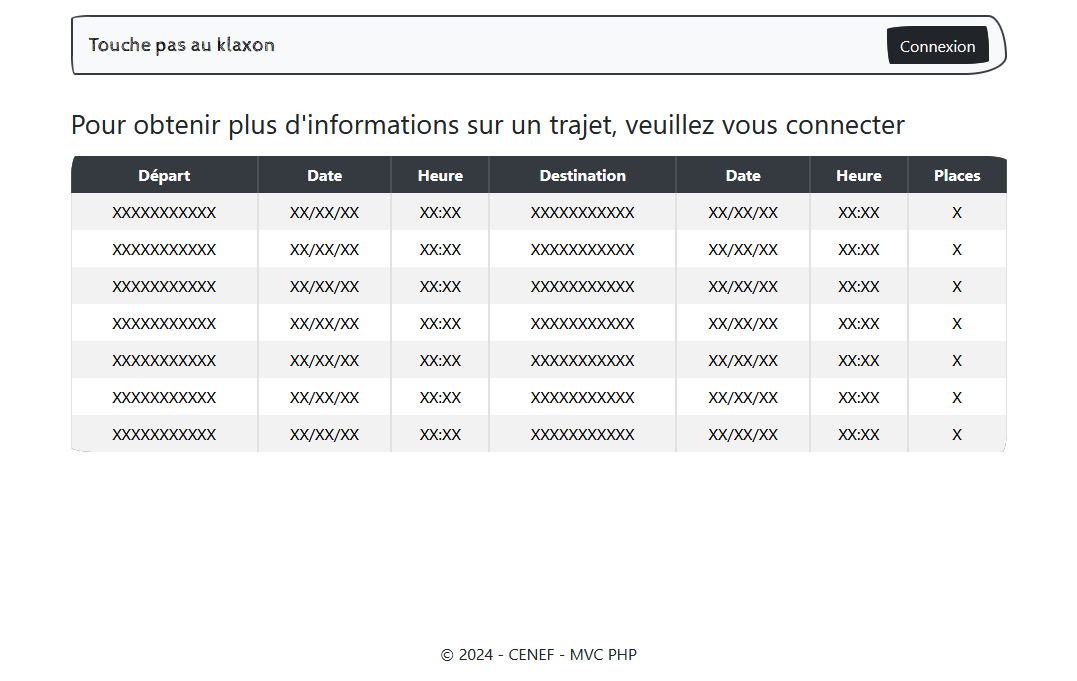 Touche pas au klaxon
Connexion
Pour obtenir plus d'informations sur un trajet, veuillez vous connecter
Départ Date Heure Destination Date Heure Places
XXXXXXXXXXX XX/XX/XX XX:XX XXXXXXXXXXX XX/XX/XX XX:XX X
XXXXXXXXXXX XX/XX/XX XX:XX XXXXXXXXXXX XX/XX/XX XX:XX X
XXXXXXXXXXX XX/XX/XX XX:XX XXXXXXXXXXX XX/XX/XX XX:XX X
XXXXXXXXXXX XX/XX/XX XX:XX XXXXXXXXXXX XX/XX/XX XX:XX X
XXXXXXXXXXX XX/XX/XX XX:XX XXXXXXXXXXX XX/XX/XX XX:XX X
XXXXXXXXXXX XX/XX/XX XX:XX XXXXXXXXXXX XX/XX/XX XX:XX X
XXXXXXXXXXX XX/XX/XX XX:XX XXXXXXXXXXX XX/XX/XX XX:XX X
© 2024 - CENEF - MVC PHP